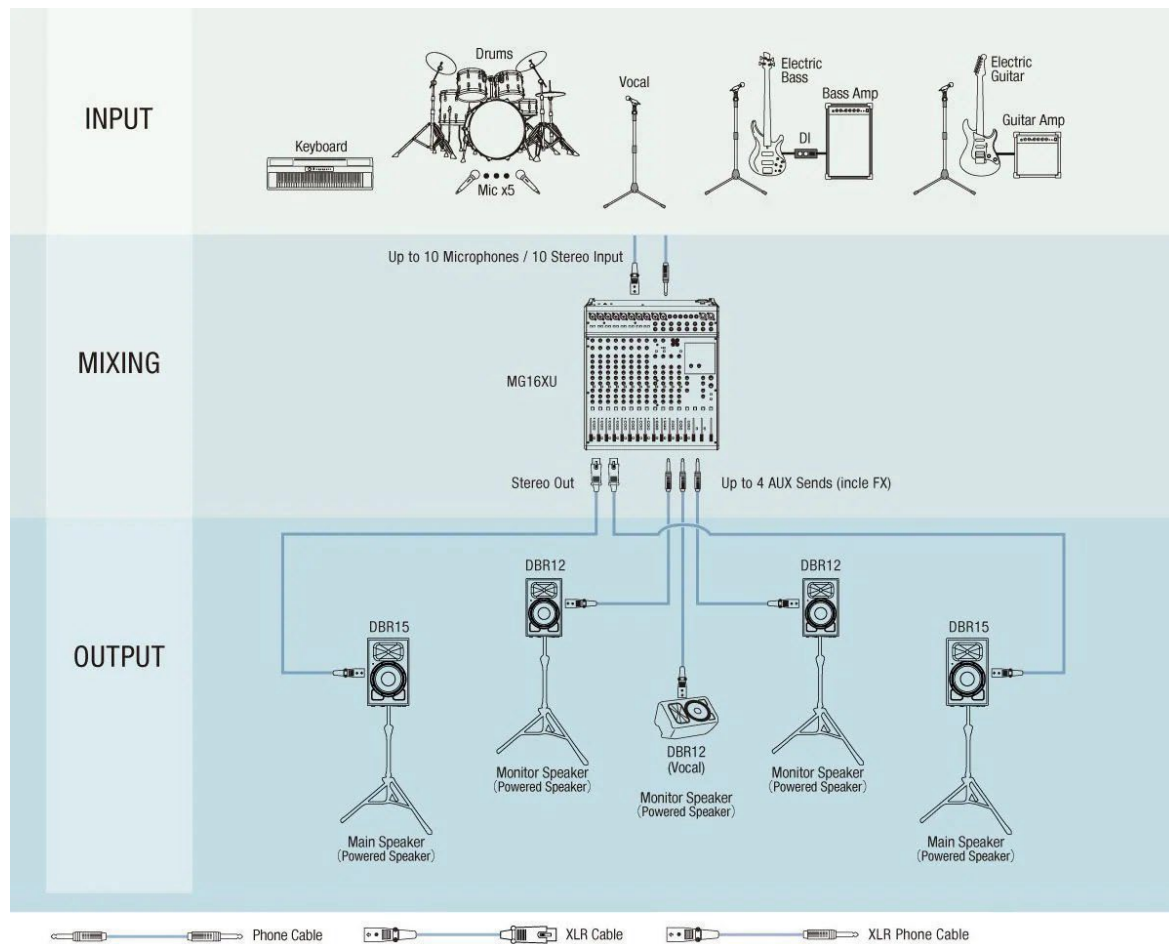 INPUT
Keyboard
Drums
Mic x5
Vocal
Electric
Bass
Bass Amp
DI
Electric
Guitar
Guitar Amp
MIXING
Up to 10 Microphones / 10 Stereo Input
MG16XU
Stereo Out
Up to 4 AUX Sends (incle FX)
OUTPUT
DBR15
Main Speaker
(Powered Speaker)
DBR12
Monitor Speaker
(Powered Speaker)
DBR12
(Vocal)
Monitor Speaker
(Powered Speaker)
DBR12
Monitor Speaker
(Powered Speaker)
DBR15
Main Speaker
(Powered Speaker)
Phone Cable
XLR Cable
XLR Phone Cable